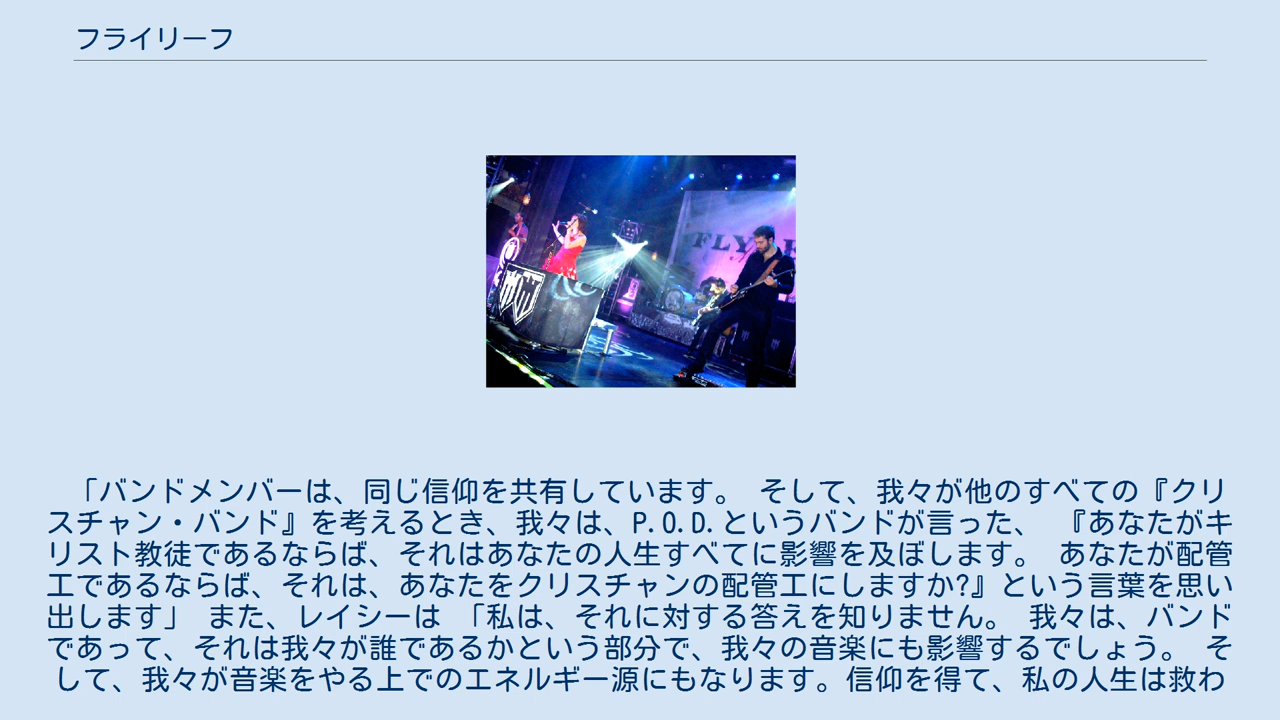 フライリーフ
FLY
「バンドメンバーは、同じ信仰を共有しています。 そして、我々が他のすべての『クリ
スチャン・バンド』を考えるとき、我々は、P.O.D.というバンドが言った、 『あなたがキ
リスト教徒であるならば、それはあなたの人生すべてに影響を及ぼします。 あなたが配管
工であるならば、それは、あなたをクリスチャンの配管工にしますか?』という言葉を思い
出します」 また、レイシーは 「私は、それに対する答えを知りません。 我々は、バンド
であって、それは我々が誰であるかという部分で、我々の音楽にも影響するでしょう。 そ
して、我々が音楽をやる上でのエネルギー源にもなります。信仰を得て、私の人生は救わ